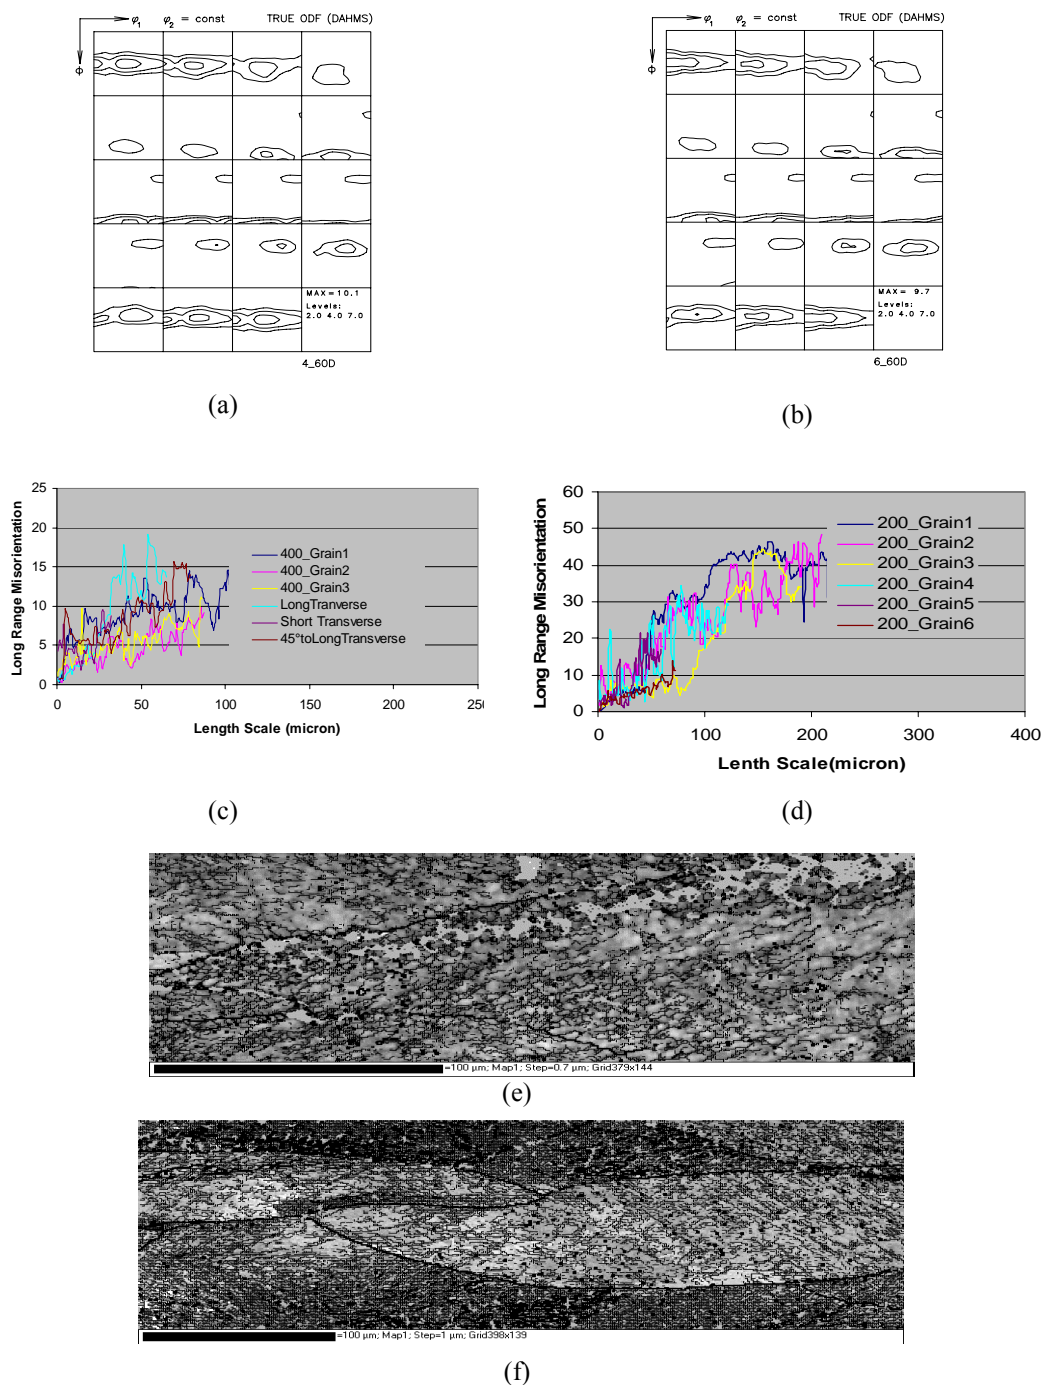 φ1 φ2 = const TRUE ODF (DAHMS)
Φ
MAX=10.1
Levels:
2.0 4.0 7.0
4_60D
(a)
φ1 φ2 = const TRUE ODF (DAHMS)
Φ
MAX= 9.7
Levels:
2.0 4.0 7.0
6_60D
(b)
Long Range Misorientation
25
20
15
10
5
0
0 50 100 150 200 250
Length Scale (micron)
400_Grain1
400_Grain2
400_Grain3
LongTranverse
Short Transverse
45°toLongTransverse
(c)
Long Range Misorientation
60
50
40
30
20
10
0
0 100 200 300 400
Lenth Scale(micron)
200_Grain1
200_Grain2
200_Grain3
200_Grain4
200_Grain5
200_Grain6
(d)
=100 µm; Map1; Step=0.7 µm; Grid379x144
(e)
=100 µm; Map1; Step=1 µm; Grid398x139
(f)